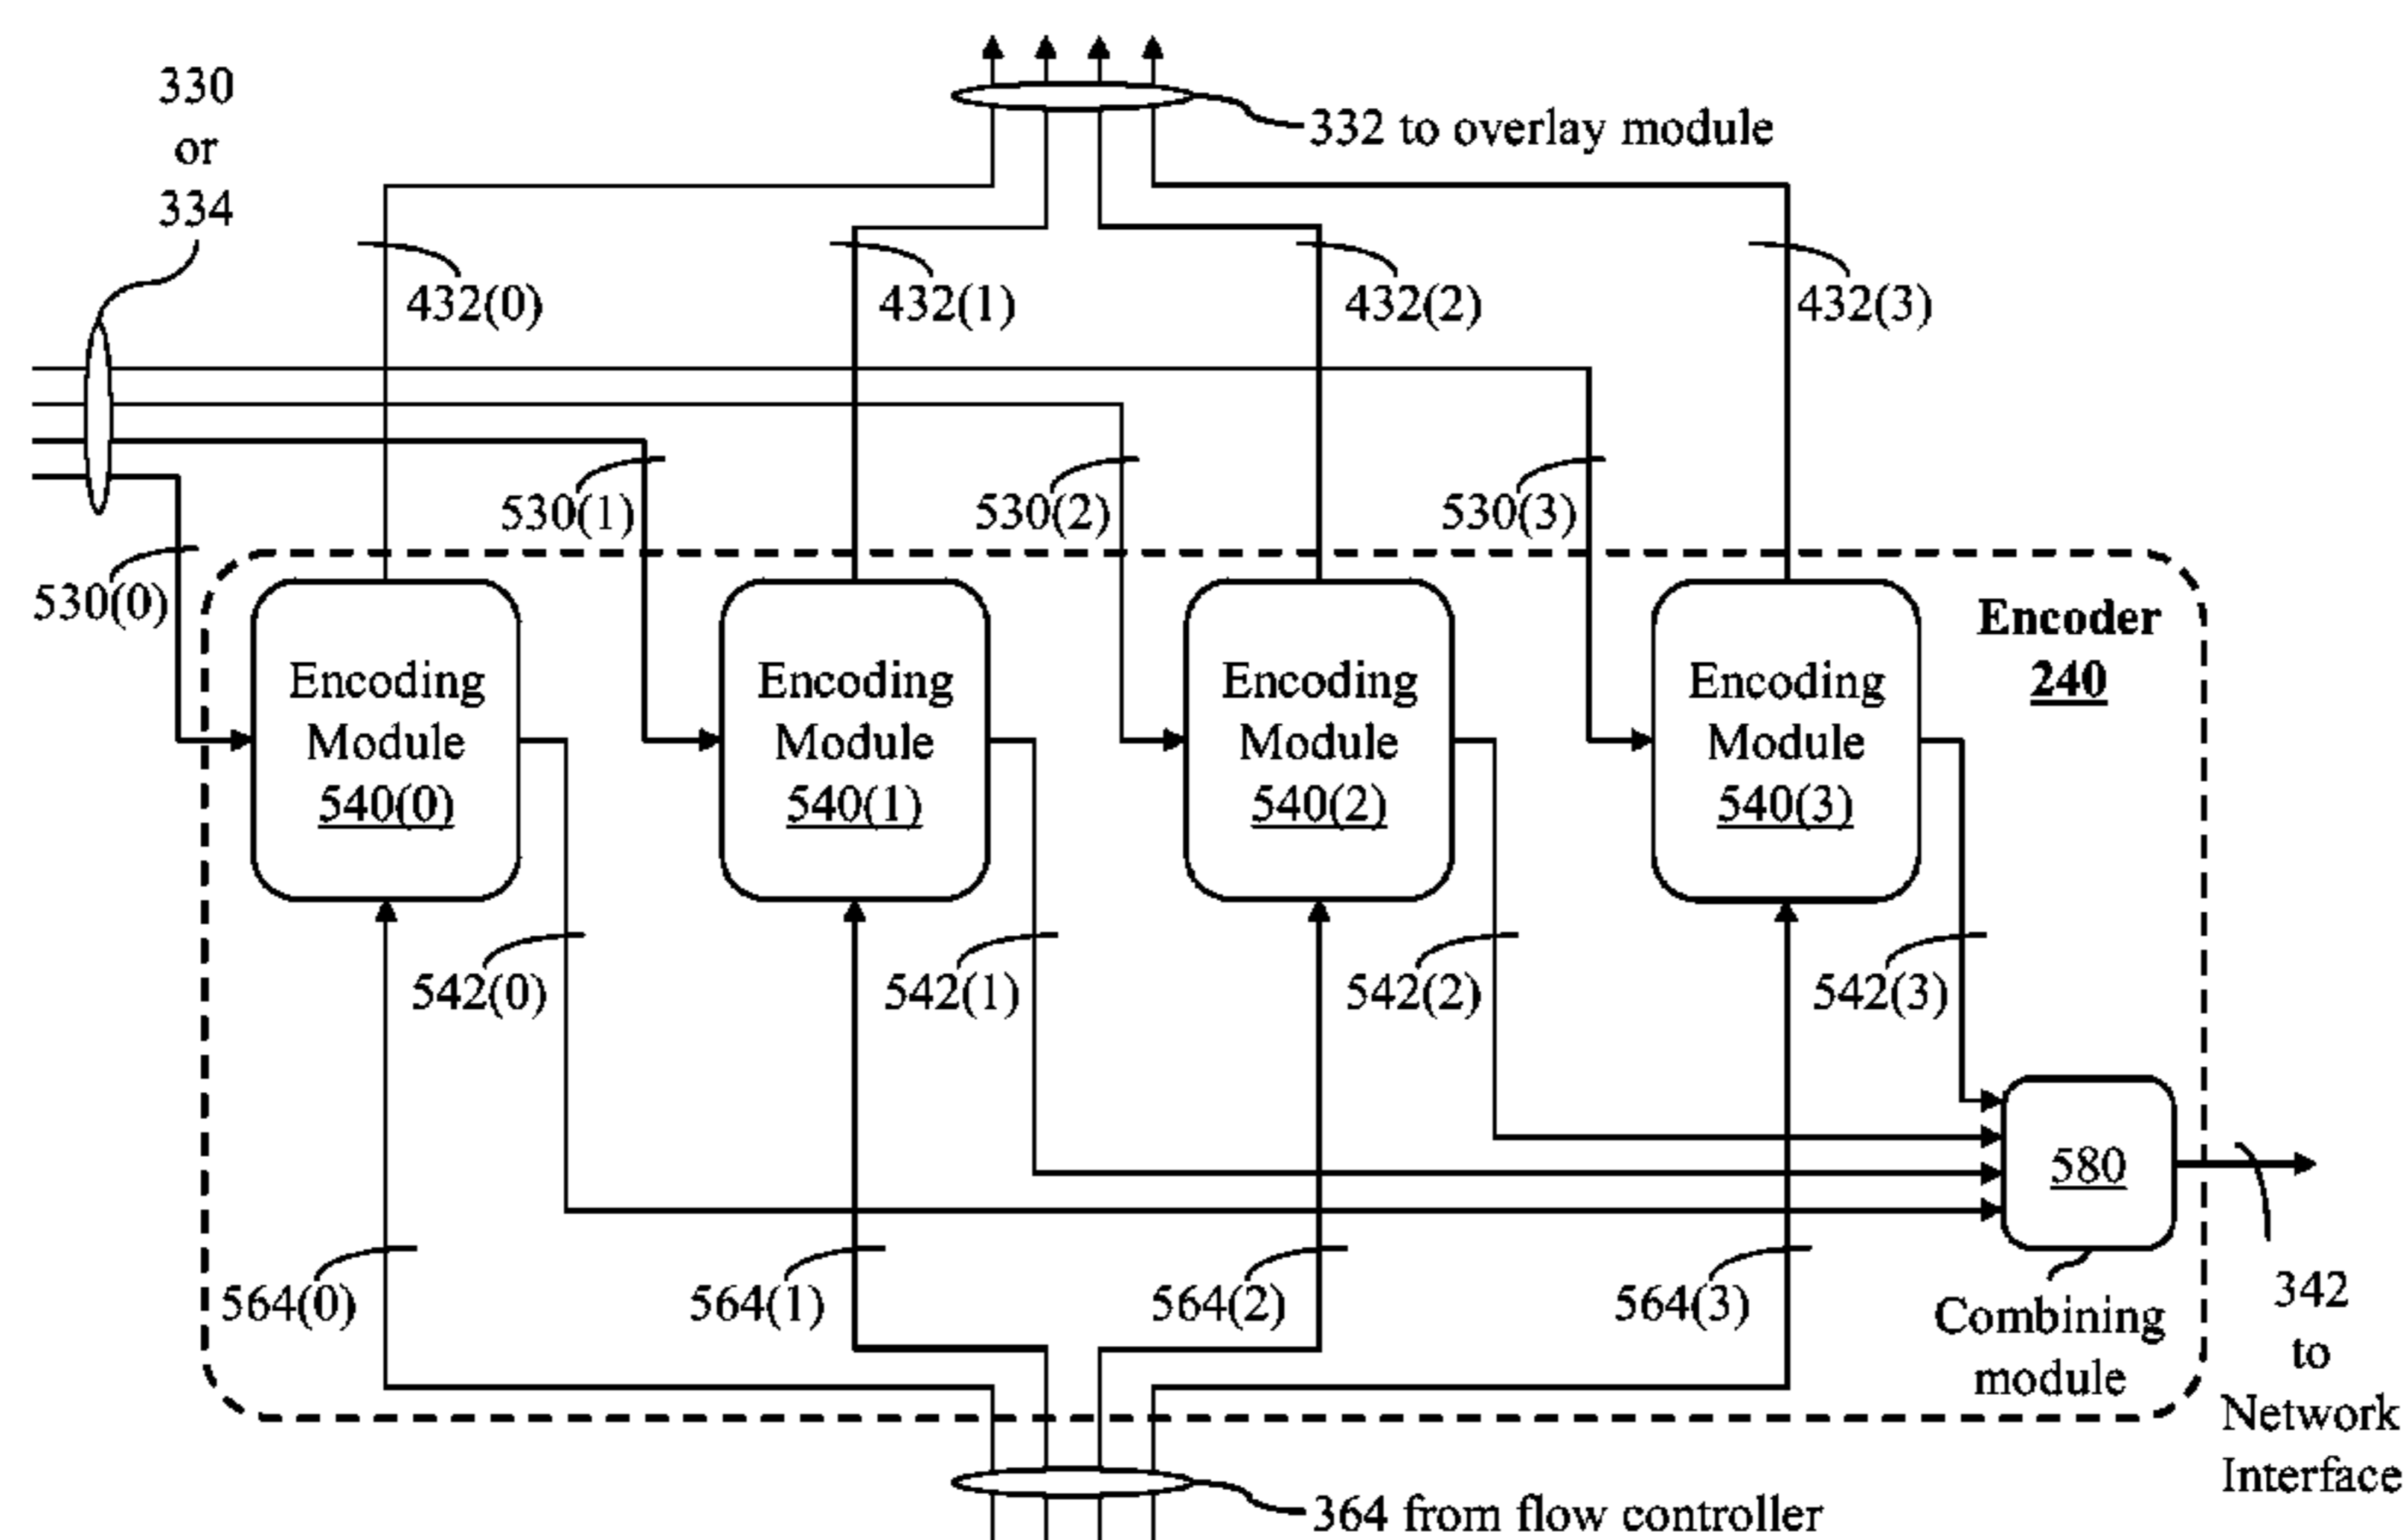 330
or
334
332 to overlay module
432(0)
432(1)
432(2)
432(3)
530(1)
530(2)
530(3)
530(0)
Encoder
240
Encoding
Module
540(0)
Encoding
Module
540(1)
Encoding
Module
540(2)
Encoding
Module
540(3)
542(0)
542(1)
542(2)
542(3)
580
564(0)
564(1)
564(2)
564(3)
Combining
module
342
to
Network
Interface
364 from flow controller